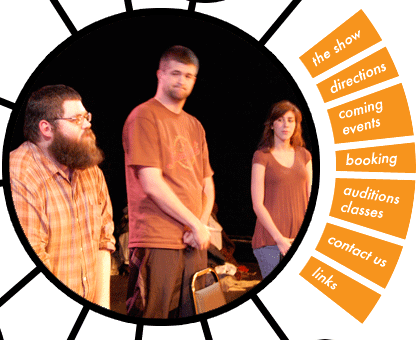 the show
directions
coming
events
booking
auditions
classes
contact us
links